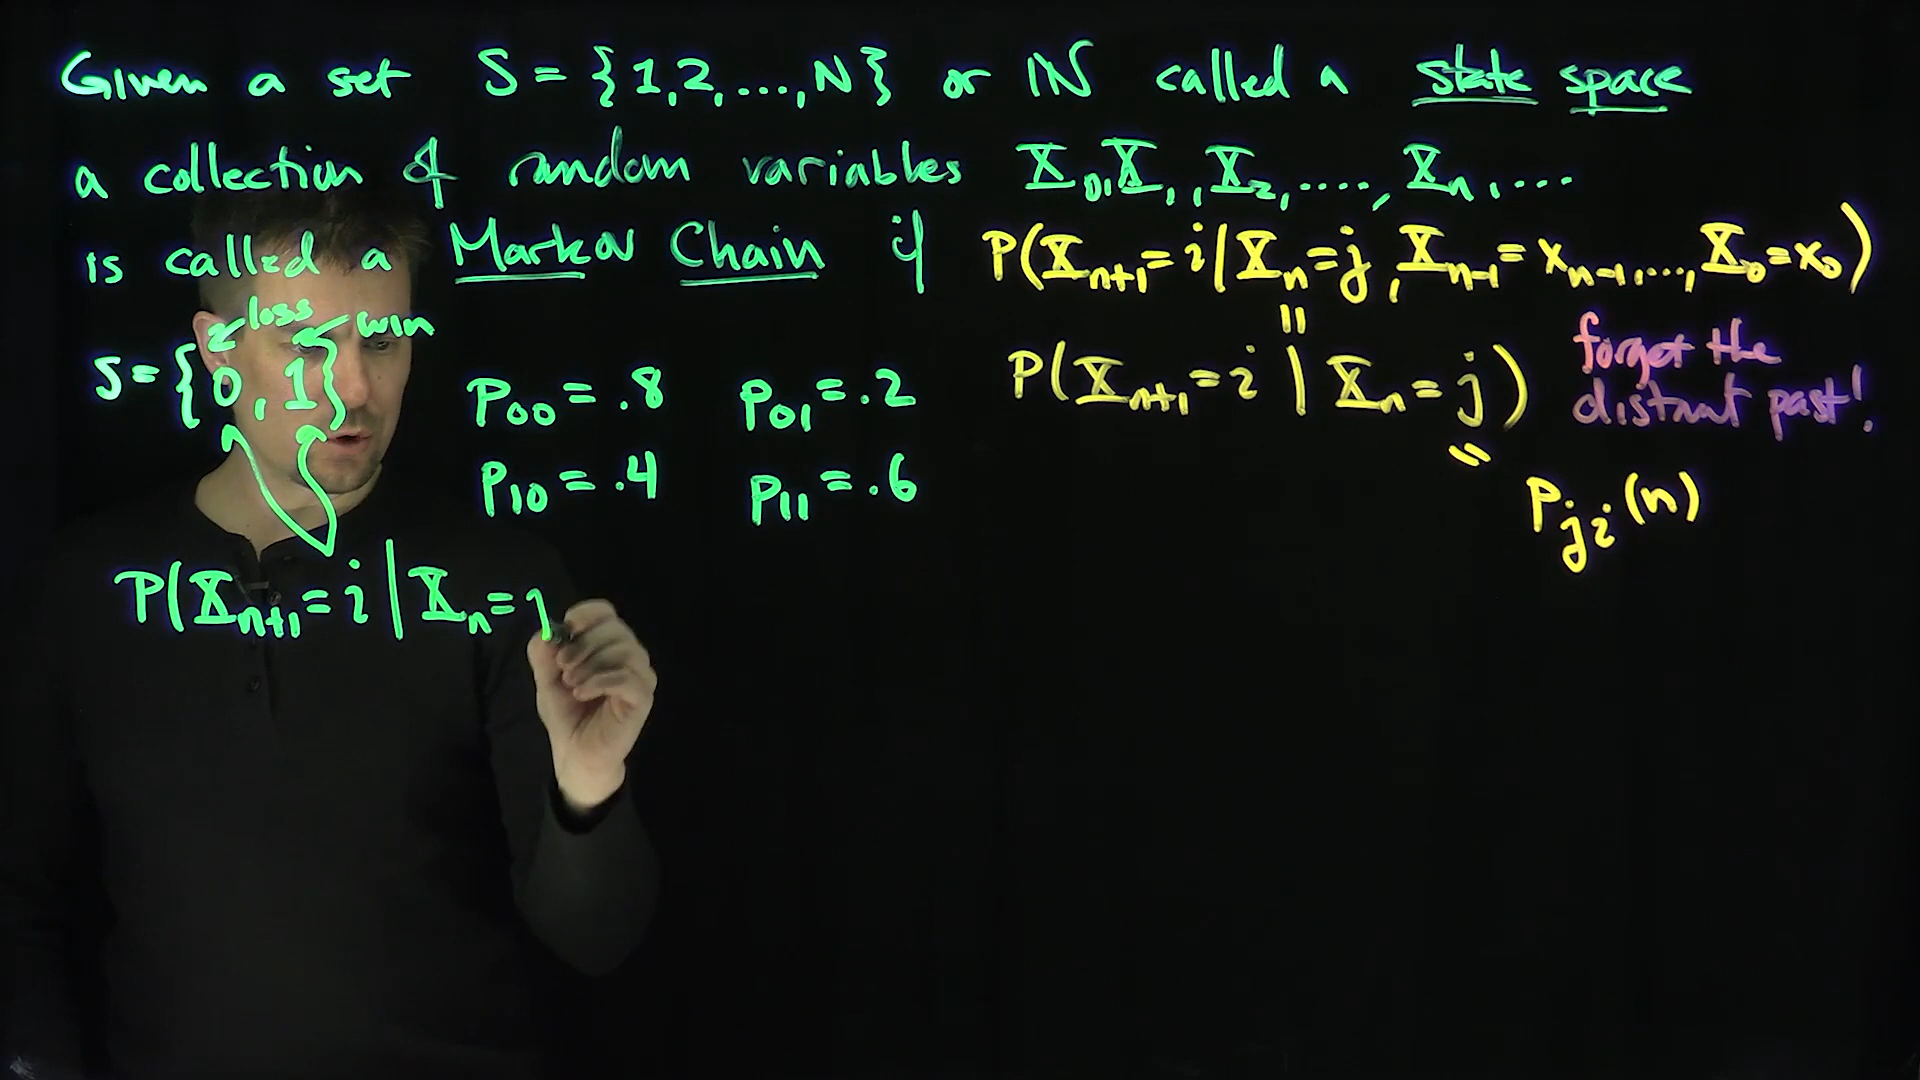 Given a set S = {1,2,...,N} or ℕ called a state space
a collection of random variables X₀,X₁,X₂,....,Xₙ,...
is called a Markov Chain if P(Xₙ₊₁=i|Xₙ=j,Xₙ₋₁=xₙ₋₁,...,X₀=x₀)
=
P(Xₙ₊₁=i|Xₙ=j)
=
P_ji(n)
forget the
distant past!
loss win
S={0,1}
P₀₀=.8 P₀₁=.2
P₁₀=.4 P₁₁=.6
P(Xₙ₊₁=i|Xₙ=